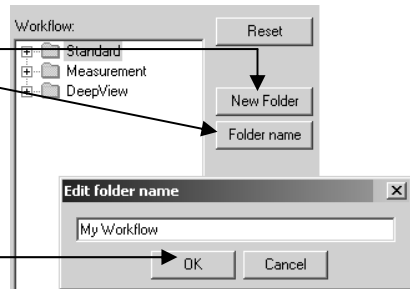 Workflow:
Reset
Standard
Measurement
DeepView
New Folder
Folder name
Edit folder name
My Workflow
OK
Cancel